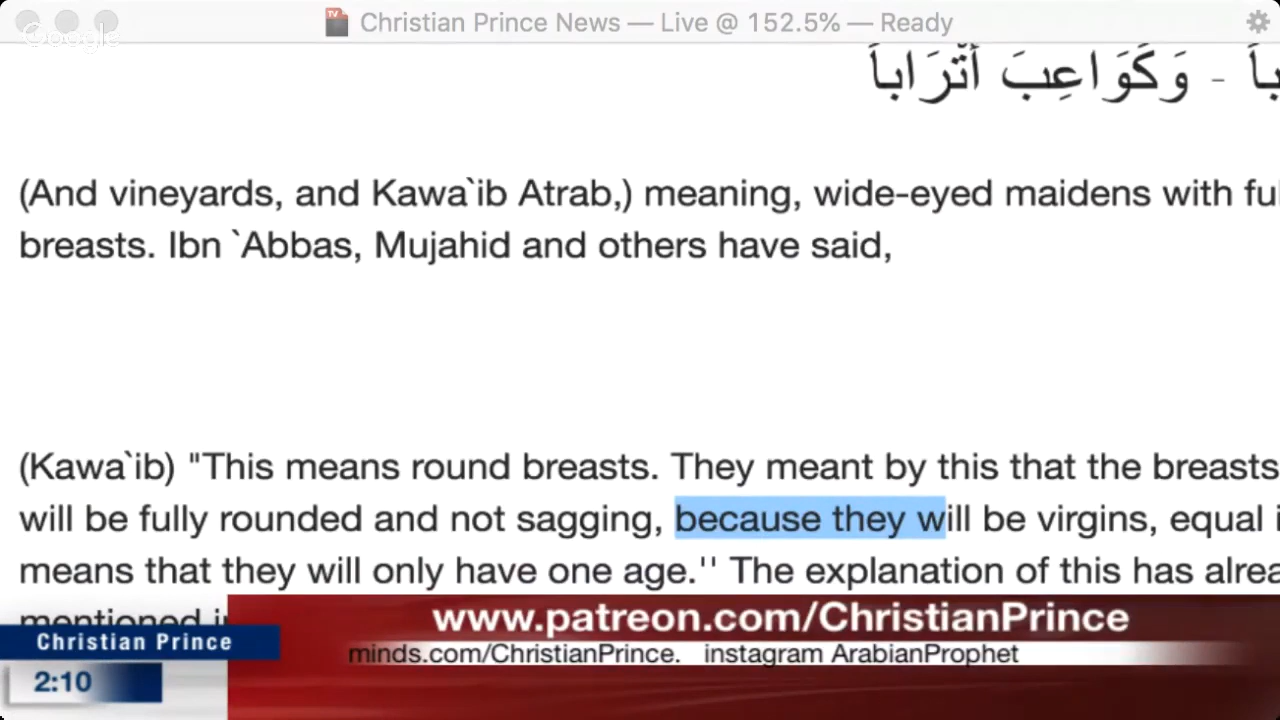 Google
Christian Prince News — Live @ 152.5% — Ready
وَكَوَاعِبَ أَتْرَاباً -
(And vineyards, and Kawa`ib Atrab,) meaning, wide-eyed maidens with
breasts. Ibn `Abbas, Mujahid and others have said,
(Kawa`ib) "This means round breasts. They meant by this that the breasts
will be fully rounded and not sagging, because they will be virgins, equal
means that they will only have one age.'' The explanation of this has
mentioned
www.patreon.com/ChristianPrince
Christian Prince
minds.com/ChristianPrince. instagram ArabianProphet
2:10